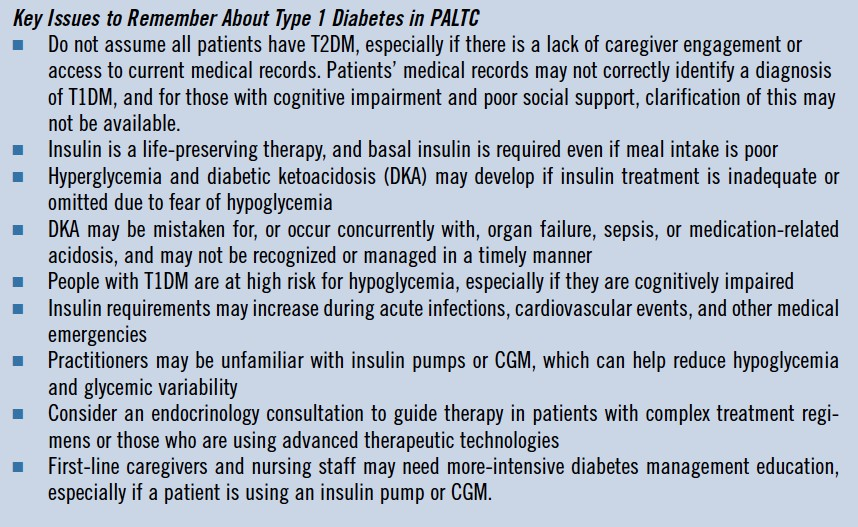 Key Issues to Remember About Type 1 Diabetes in PALTC
■ Do not assume all patients have T2DM, especially if there is a lack of caregiver engagement or
access to current medical records. Patients’ medical records may not correctly identify a diagnosis
of T1DM, and for those with cognitive impairment and poor social support, clarification of this may
not be available.
■ Insulin is a life-preserving therapy, and basal insulin is required even if meal intake is poor
■ Hyperglycemia and diabetic ketoacidosis (DKA) may develop if insulin treatment is inadequate or
omitted due to fear of hypoglycemia
■ DKA may be mistaken for, or occur concurrently with, organ failure, sepsis, or medication-related
acidosis, and may not be recognized or managed in a timely manner
■ People with T1DM are at high risk for hypoglycemia, especially if they are cognitively impaired
■ Insulin requirements may increase during acute infections, cardiovascular events, and other medical
emergencies
■ Practitioners may be unfamiliar with insulin pumps or CGM, which can help reduce hypoglycemia
and glycemic variability
■ Consider an endocrinology consultation to guide therapy in patients with complex treatment regi-
mens or those who are using advanced therapeutic technologies
■ First-line caregivers and nursing staff may need more-intensive diabetes management education,
especially if a patient is using an insulin pump or CGM.